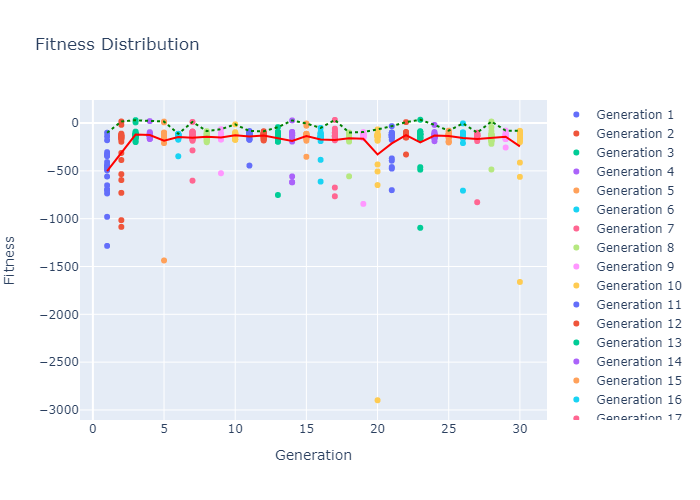 Fitness Distribution
0
−500
−1000
−1500
−2000
−2500
−3000
Fitness
0
5
10
15
20
25
30
Generation
Generation 1
Generation 2
Generation 3
Generation 4
Generation 5
Generation 6
Generation 7
Generation 8
Generation 9
Generation 10
Generation 11
Generation 12
Generation 13
Generation 14
Generation 15
Generation 16
Generation 17